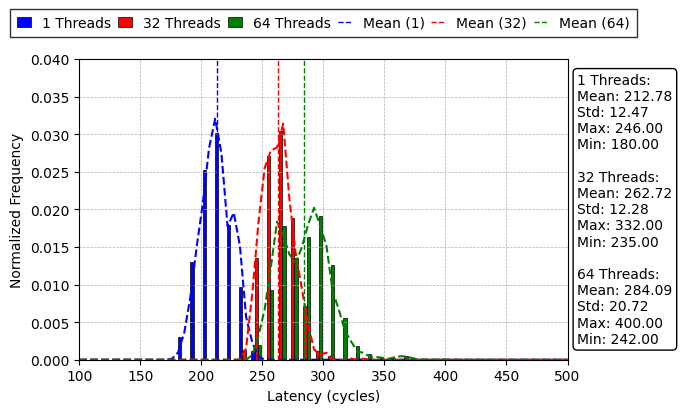 1 Threads 32 Threads 64 Threads Mean (1) Mean (32) Mean (64)
0.040
0.035
0.030
0.025
0.020
0.015
0.010
0.005
0.000
Normalized Frequency
100 150 200 250 300 350 400 450 500
Latency (cycles)
1 Threads:
Mean: 212.78
Std: 12.47
Max: 246.00
Min: 180.00
32 Threads:
Mean: 262.72
Std: 12.28
Max: 332.00
Min: 235.00
64 Threads:
Mean: 284.09
Std: 20.72
Max: 400.00
Min: 242.00